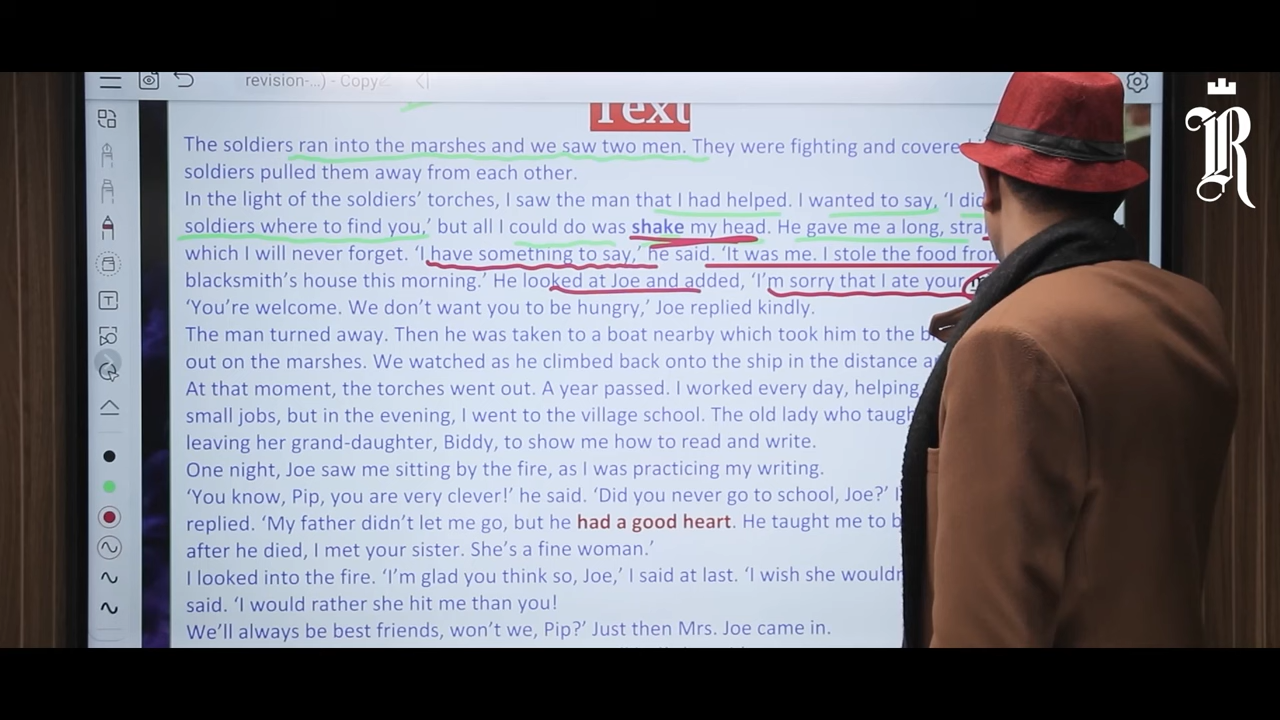 revision-...) - Copy
Text
The soldiers ran into the marshes and we saw two men. They were fighting and
soldiers pulled them away from each other.
In the light of the soldiers’ torches, I saw the man that I had helped. I wanted to say, ‘I
soldiers where to find you,’ but all I could do was shake my head. He gave me a long,
which I will never forget. ‘I have something to say,’ he said. ‘It was me. I stole the food
blacksmith’s house this morning.’ He looked at Joe and added, ‘I’m sorry that I ate your
‘You’re welcome. We don’t want you to be hungry,’ Joe replied kindly.
The man turned away. Then he was taken to a boat nearby which took him to the
out on the marshes. We watched as he climbed back onto the ship in the distance
At that moment, the torches went out. A year passed. I worked every day, helping
small jobs, but in the evening, I went to the village school. The old lady who
leaving her grand-daughter, Biddy, to show me how to read and write.
One night, Joe saw me sitting by the fire, as I was practicing my writing.
‘You know, Pip, you are very clever!’ he said. ‘Did you never go to school, Joe?’ I
replied. ‘My father didn’t let me go, but he had a good heart. He taught me to
after he died, I met your sister. She’s a fine woman.’
I looked into the fire. ‘I’m glad you think so, Joe,’ I said at last. ‘I wish she
said. ‘I would rather she hit me than you!
We’ll always be best friends, won’t we, Pip?’ Just then Mrs. Joe came in.
R